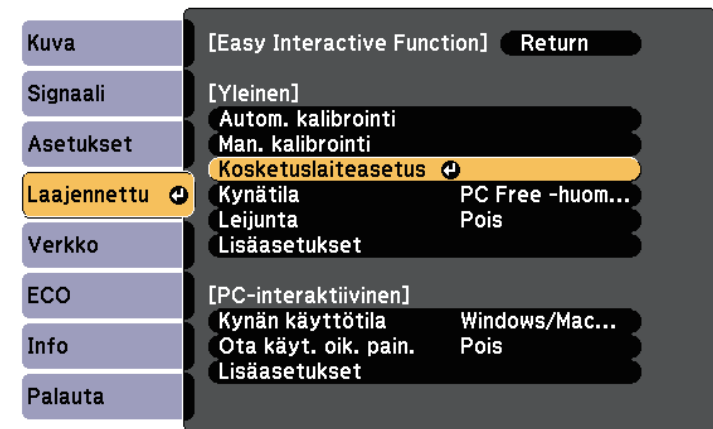 Kuva
Signaali
Asetukset
Laajennettu
Verkko
ECO
Info
Palauta
[Easy Interactive Function] Return
[Yleinen]
Autom. kalibrointi
Man. kalibrointi
Kosketuslaiteasetus
Kynätila PC Free -huom...
Leijunta Pois
Lisäasetukset
[PC-interaktiivinen]
Kynän käyttötila Windows/Mac...
Ota käyt. oik. pain. Pois
Lisäasetukset